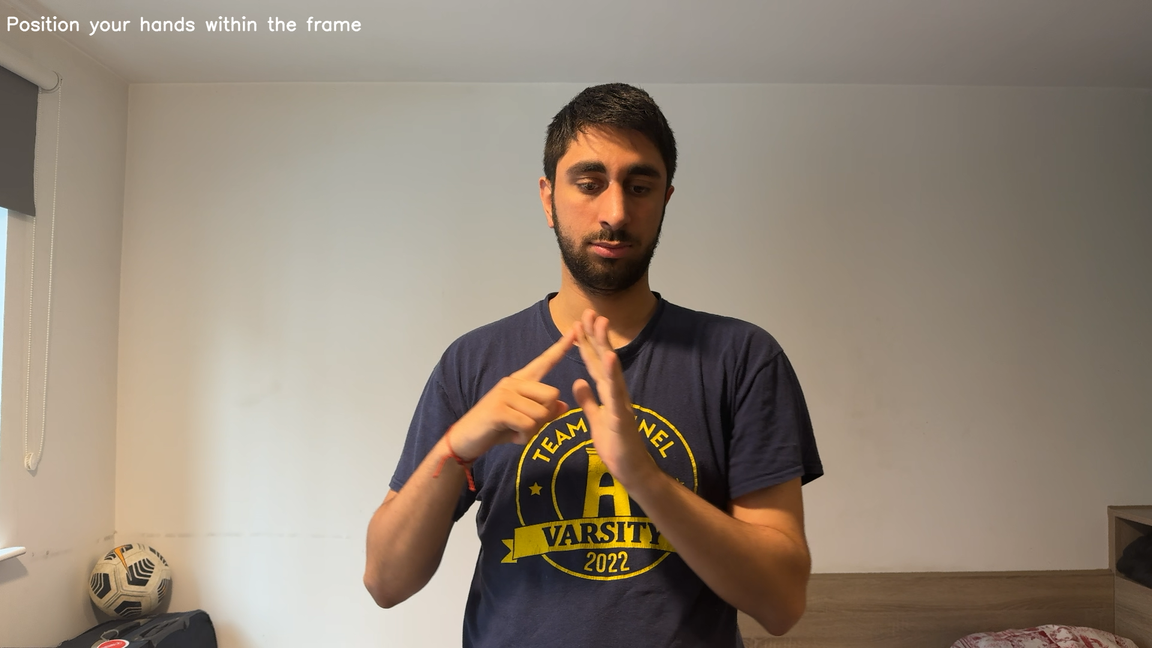 Position your hands within the frame
TEAM
VARSITY
2022